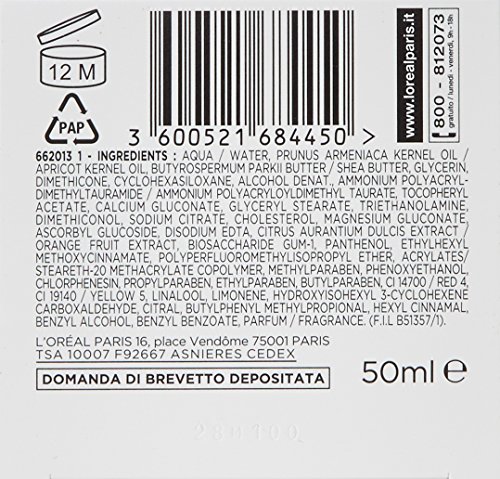 12 M
PAP
3 600521 684450 >
www.lorealparis.it
800 - 812073
gratuito / lunedì - venerdì, 9h - 18h
662013 1 - INGREDIENTS : AQUA / WATER, PRUNUS ARMENIACA KERNEL OIL /
APRICOT KERNEL OIL, BUTYROSPERMUM PARKII BUTTER / SHEA BUTTER, GLYCERIN,
DIMETHICONE, CYCLOHEXASILOXANE, ALCOHOL DENAT., AMMONIUM POLYACRYL-
DIMETHYLTAURAMIDE / AMMONIUM POLYACRYLOYLDIMETHYL TAURATE, TOCOPHERYL
ACETATE, CALCIUM GLUCONATE, GLYCERYL STEARATE, TRIETHANOLAMINE,
DIMETHICONOL, SODIUM CITRATE, CHOLESTEROL, MAGNESIUM GLUCONATE,
ASCORBYL GLUCOSIDE, DISODIUM EDTA, CITRUS AURANTIUM DULCIS EXTRACT /
ORANGE FRUIT EXTRACT, BIOSACCHARIDE GUM-1, PANTHENOL, ETHYLHEXYL
METHOXYCINNAMATE, POLYPERFLUOROMETHYLISOPROPYL ETHER, ACRYLATES/
STEARETH-20 METHACRYLATE COPOLYMER, METHYLPARABEN, PHENOXYETHANOL,
CHLORPHENESIN, PROPYLPARABEN, ETHYLPARABEN, BUTYLPARABEN, CI 14700 / RED 4,
CI 19140 / YELLOW 5, LINALOOL, LIMONENE, HYDROXYISOHEXYL 3-CYCLOHEXENE
CARBOXALDEHYDE, CITRAL, BUTYLPHENYL METHYLPROPIONAL, HEXYL CINNAMAL,
BENZYL ALCOHOL, BENZYL BENZOATE, PARFUM / FRAGRANCE. (F.I.L B51357/1).
L'ORÉAL PARIS 16, place Vendôme 75001 PARIS
TSA 10007 F92667 ASNIERES CEDEX
DOMANDA DI BREVETTO DEPOSITATA
50ml ℮